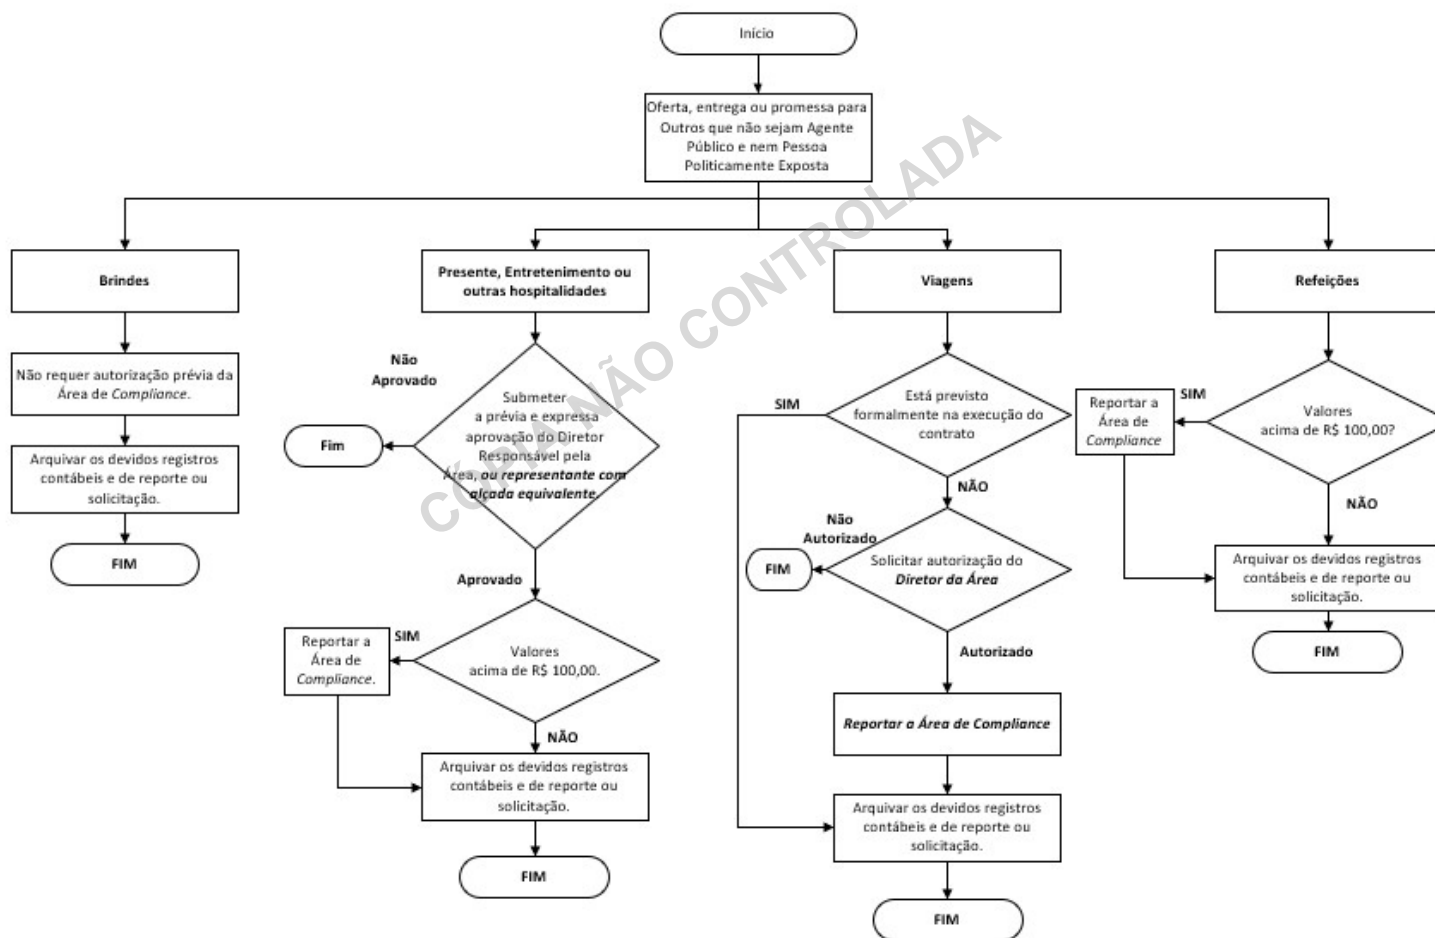 Início
Oferta, entrega ou promessa para
Outros que não sejam Agente
Público e nem Pessoa
Politicamente Exposta
Brindes
Não requer autorização prévia da
Área de Compliance.
Arquivar os devidos registros
contábeis e de reporte ou
solicitação.
FIM
Presente, Entretenimento ou
outras hospitalidades
Não
Aprovado
Submeter
a prévia e expressa
aprovação do Diretor
Responsável pela
Área, ou representante com
alçada equivalente.
Fim
Aprovado
Valores
acima de R$ 100,00.
SIM
Reportar a
Área de
Compliance.
NÃO
Arquivar os devidos registros
contábeis e de reporte ou
solicitação.
FIM
Viagens
Está previsto
formalmente na execução do
contrato
SIM
NÃO
Não
Autorizado
Solicitar autorização do
Diretor da Área
FIM
Autorizado
Reportar a Área de Compliance
Arquivar os devidos registros
contábeis e de reporte ou
solicitação.
FIM
Refeições
Valores
acima de R$ 100,00?
SIM
Reportar a
Área de
Compliance
NÃO
Arquivar os devidos registros
contábeis e de reporte ou
solicitação.
FIM
CÓPIA NÃO CONTROLADA